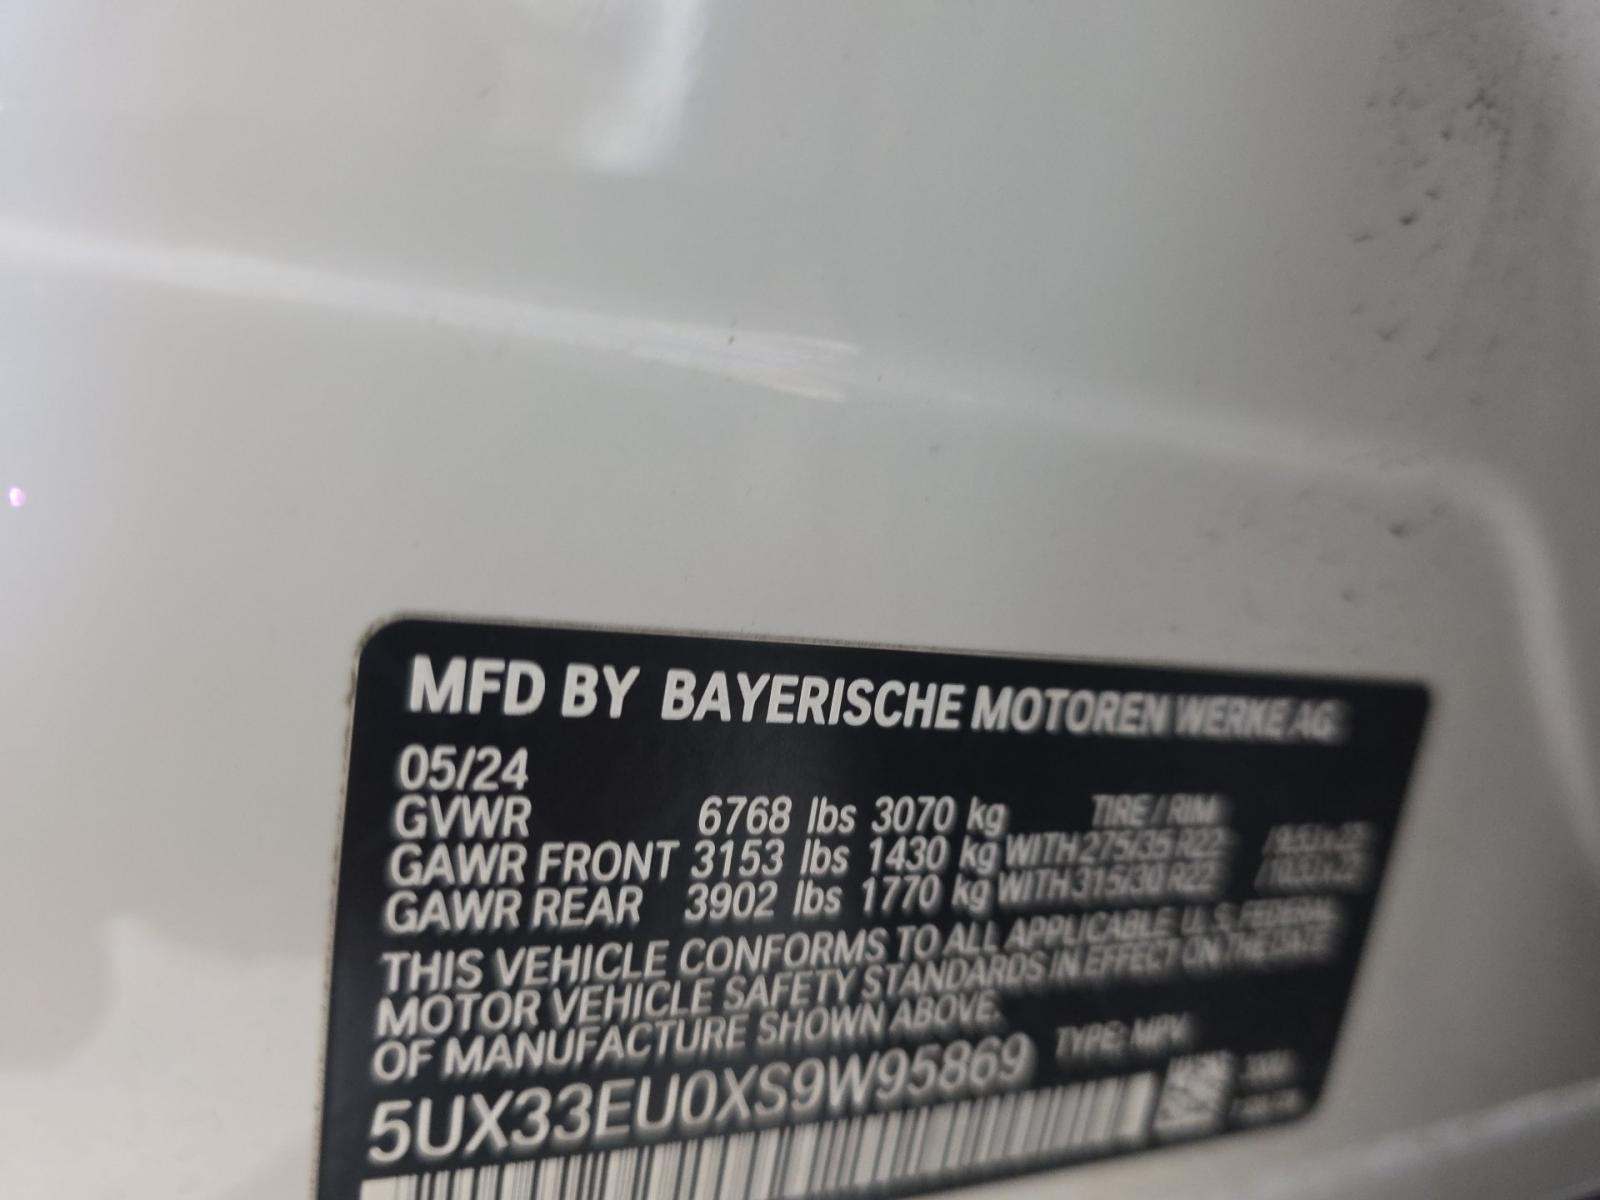 MFD BY BAYERISCHE MOTOREN WERKE AG
05/24
GVWR 6768 lbs 3070 kg TIRE / RIM
GAWR FRONT 3153 lbs 1430 kg WITH 275/35 R22
GAWR REAR 3902 lbs 1770 kg WITH 315/30 R22
THIS VEHICLE CONFORMS TO ALL APPLICABLE U.S. FEDERAL
MOTOR VEHICLE SAFETY STANDARDS IN EFFECT ON THE DATE
OF MANUFACTURE SHOWN ABOVE.
5UX33EU0XS9W95869 TYPE: MPV